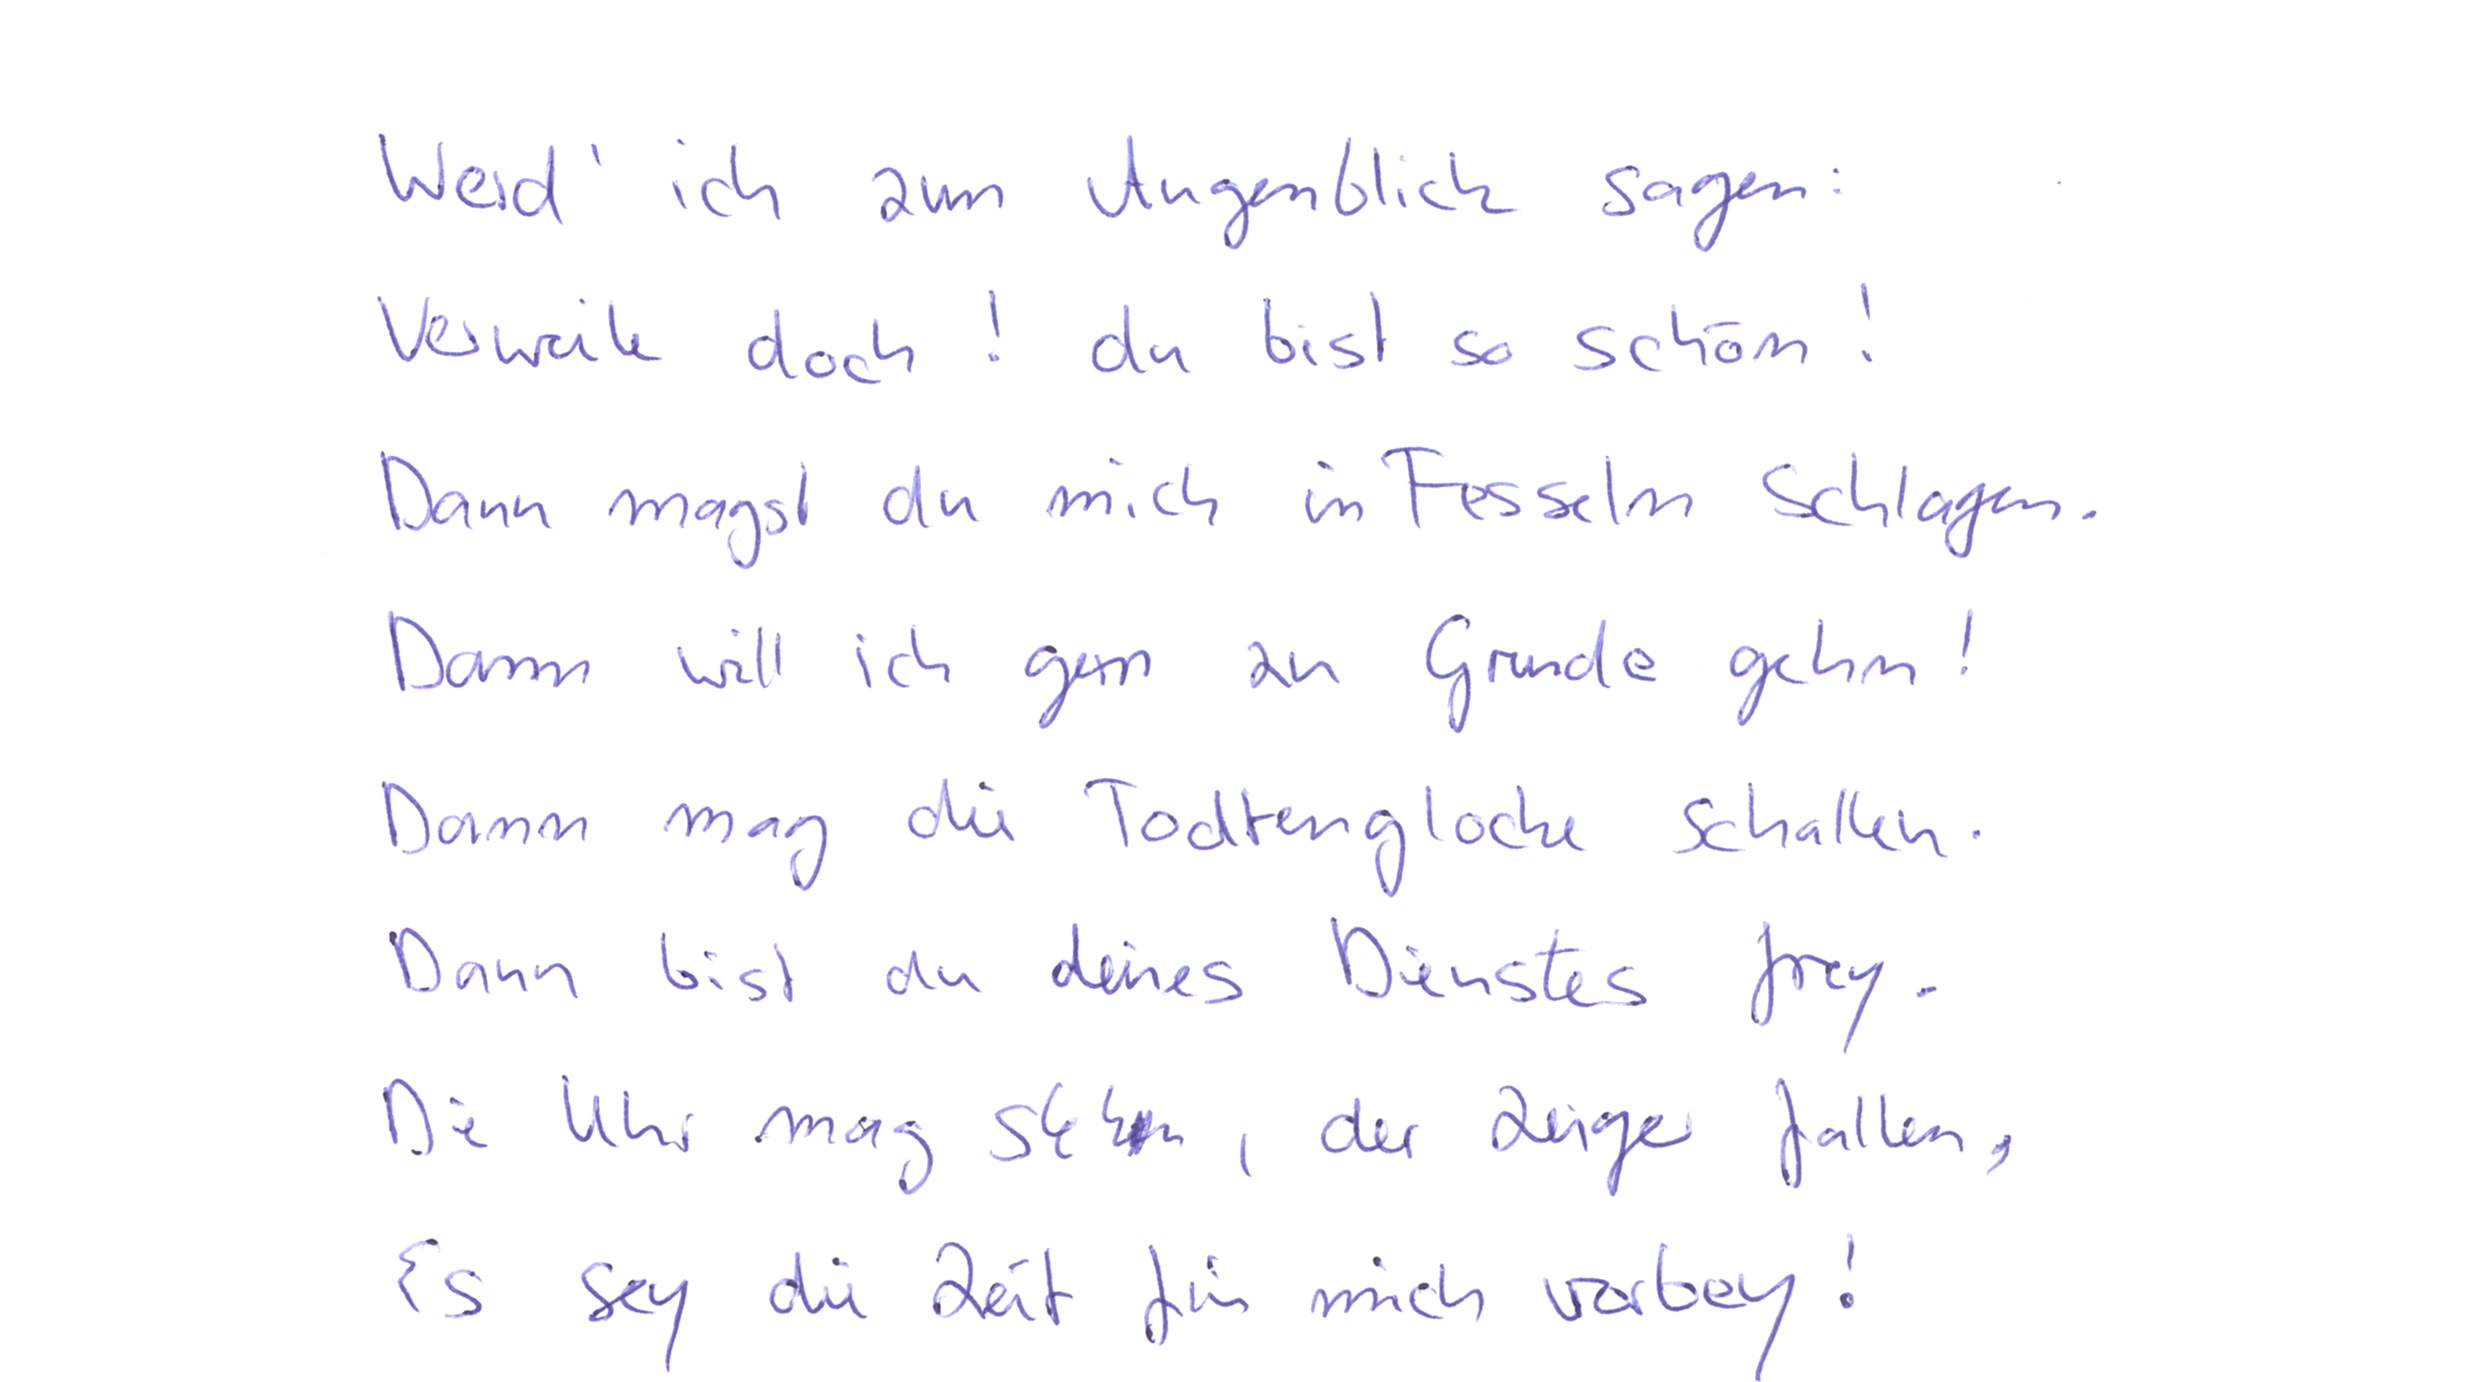 Werd' ich zum Augenblick sagen:
Verweile doch! du bist so schön!
Dann magst du mich in Fesseln schlagen.
Dann will ich gern zu Grunde gehn!
Dann mag die Todtenglocke schallen.
Dann bist du deines Dienstes frey.
Die Uhr mag stehn, der Zeiger fallen,
Es sey die Zeit für mich vorbey!